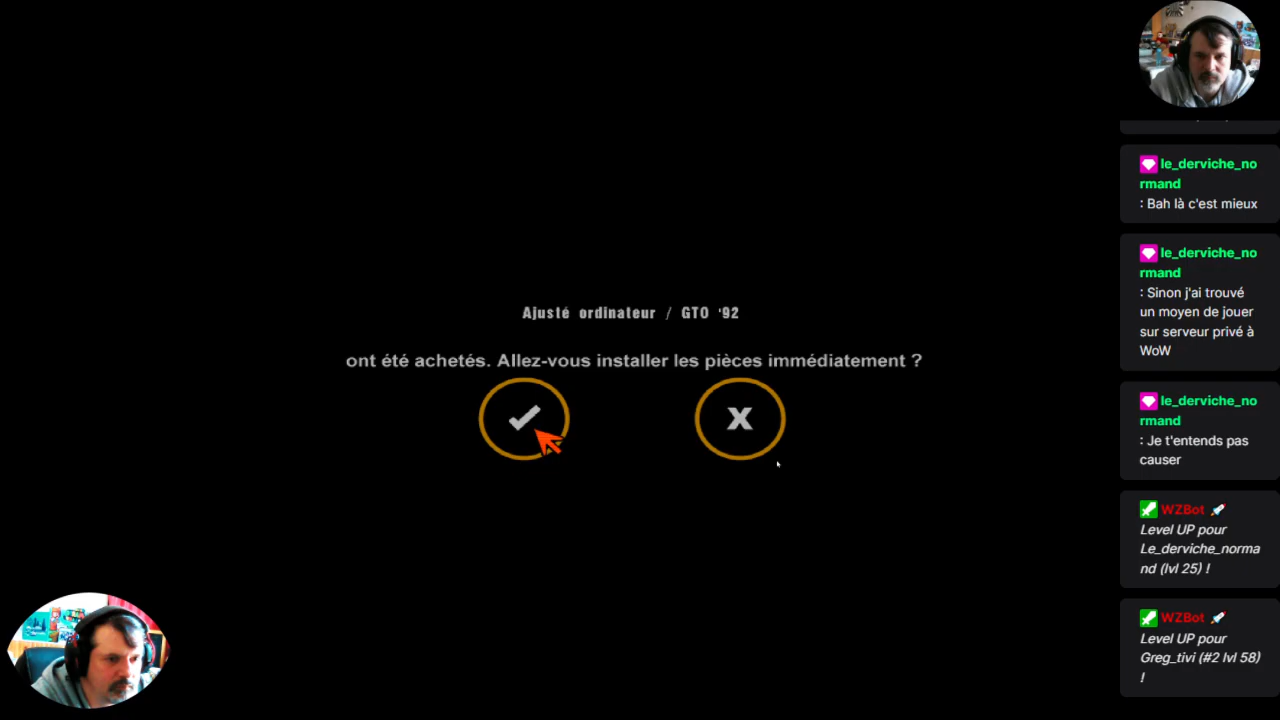 Ajusté ordinateur / GTO '92
ont été achetés. Allez-vous installer les pièces immédiatement ?
le_derviche_no
rmand
: Bah là c'est mieux
le_derviche_no
rmand
: Sinon j'ai trouvé
un moyen de jouer
sur serveur privé à
WoW
le_derviche_no
rmand
: Je t'entends pas
causer
WZBot
Level UP pour
Le_derviche_norma
nd (lvl 25) !
WZBot
Level UP pour
Greg_tivi (#2 lvl 58)
!